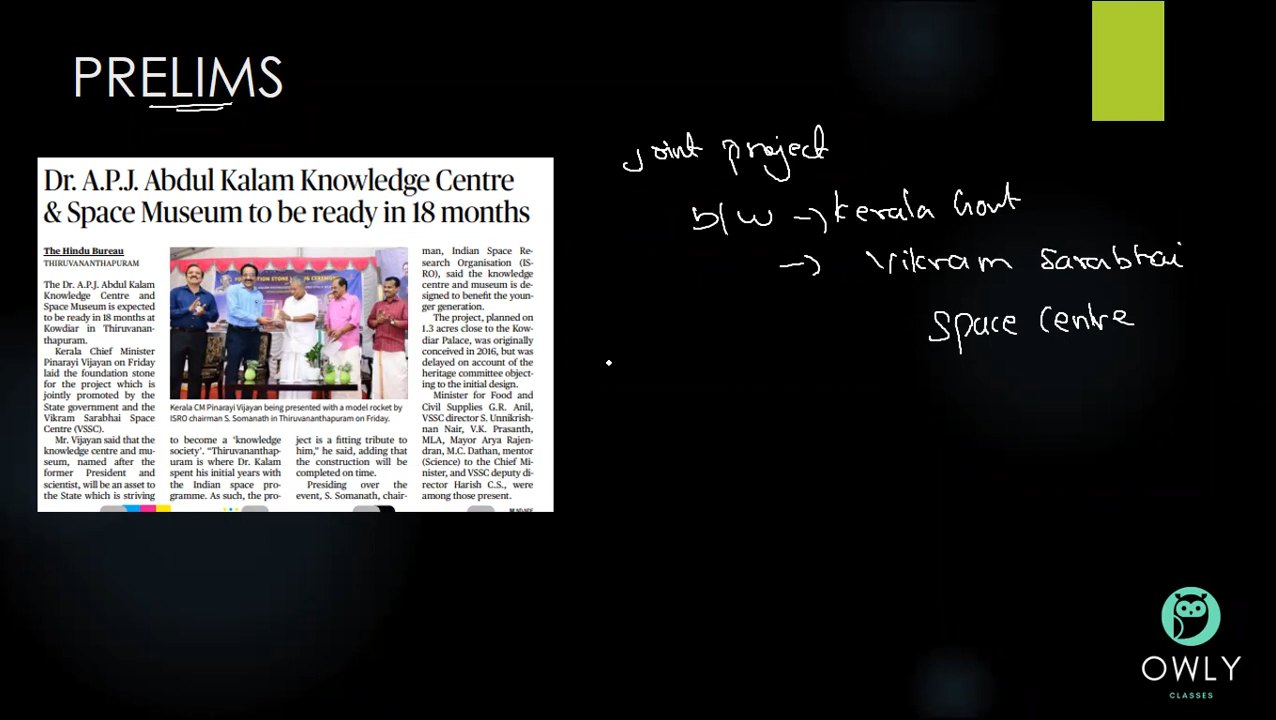 PRELIMS
Dr. A.P.J. Abdul Kalam Knowledge Centre
& Space Museum to be ready in 18 months
The Hindu Bureau
THIRUVANANTHAPURAM
The Dr. A.P.J. Abdul Kalam
Knowledge Centre and
Space Museum is expected
to be ready in 18 months at
Kowdiar in Thiruvanan-
thapuram.
Kerala Chief Minister
Pinarayi Vijayan on Friday
laid the foundation stone
for the project which is
jointly promoted by the
State government and the
Vikram Sarabhai Space
Centre (VSSC).
Mr. Vijayan said that the
knowledge centre and mu-
seum, named after the
former President and
scientist, will be an asset to
the State which is striving
Kerala CM Pinarayi Vijayan being presented with a model rocket by
ISRO chairman S. Somanath in Thiruvananthapuram on Friday.
to become a ‘knowledge
society’. “Thiruvananthap-
uram is where Dr. Kalam
spent his initial years with
the Indian space pro-
gramme. As such, the pro-
ject is a fitting tribute to
him,” he said, adding that
the construction will be
completed on time.
Presiding over the
event, S. Somanath, chair-
man, Indian Space Re-
search Organisation (IS-
RO), said the knowledge
centre and museum is de-
signed to benefit the youn-
ger generation.
The project, planned on
1.3 acres close to the Kow-
diar Palace, was originally
conceived in 2016, but was
delayed on account of the
heritage committee object-
ing to the initial design.
Minister for Food and
Civil Supplies G.R. Anil,
VSSC director S. Unnikrish-
nan Nair, V.K. Prasanth,
MLA, Mayor Arya Rajen-
dran, M.C. Dathan, mentor
(Science) to the Chief Mi-
nister, and VSSC deputy di-
rector Harish C.S., were
among those present.
Joint project
b/w → Kerala Govt
→ Vikram Sarabhai
Space Centre
OWLY
CLASSES